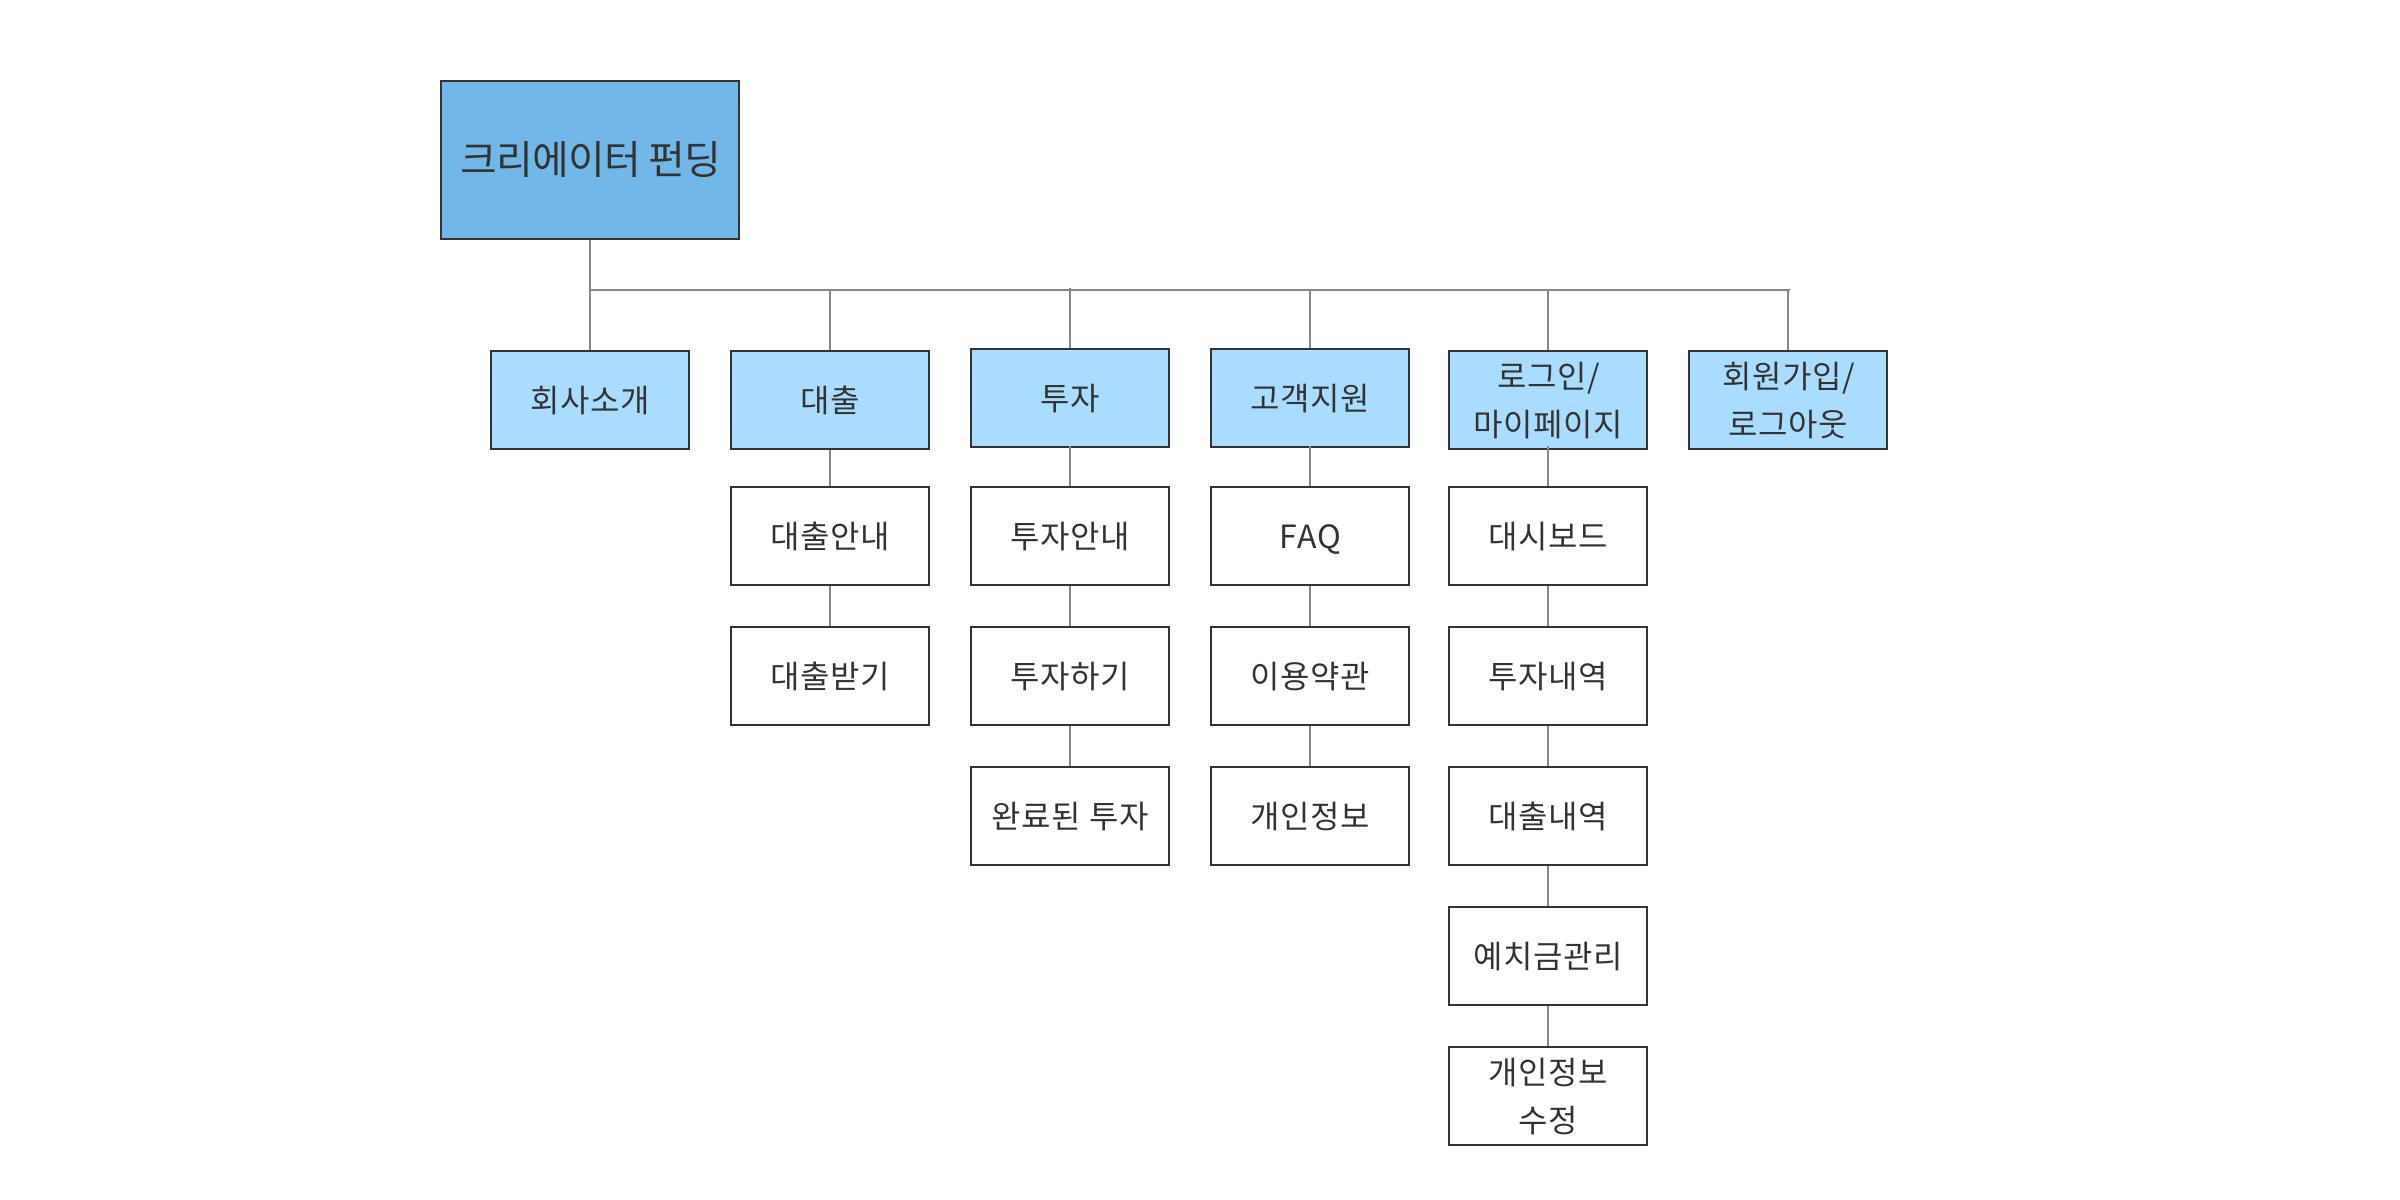 크리에이터 펀딩
회사소개
대출
투자
고객지원
로그인/
마이페이지
회원가입/
로그아웃
대출안내
투자안내
FAQ
대시보드
대출받기
투자하기
이용약관
투자내역
완료된 투자
개인정보
대출내역
예치금관리
개인정보
수정